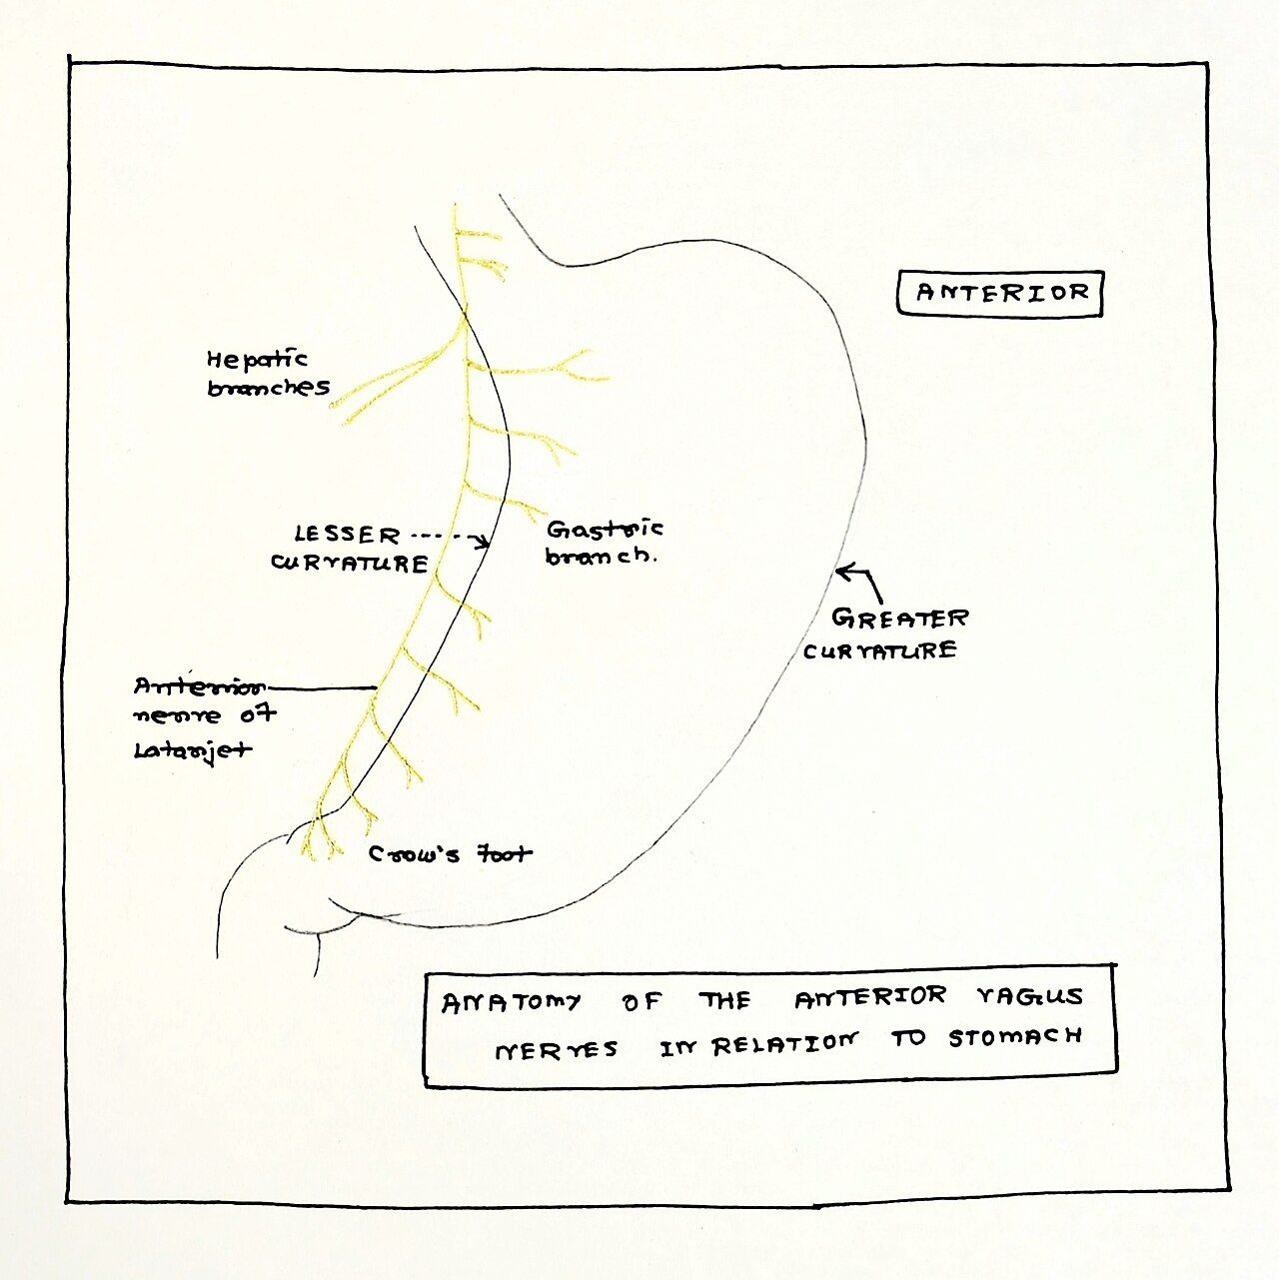 ANTERIOR
Hepatic
branches
LESSER
CURVATURE
Gastric
branch.
GREATER
CURVATURE
Anterior
nerve of
Latarjet
Crow's foot
ANATOMY OF THE ANTERIOR VAGUS
NERVES IN RELATION TO STOMACH